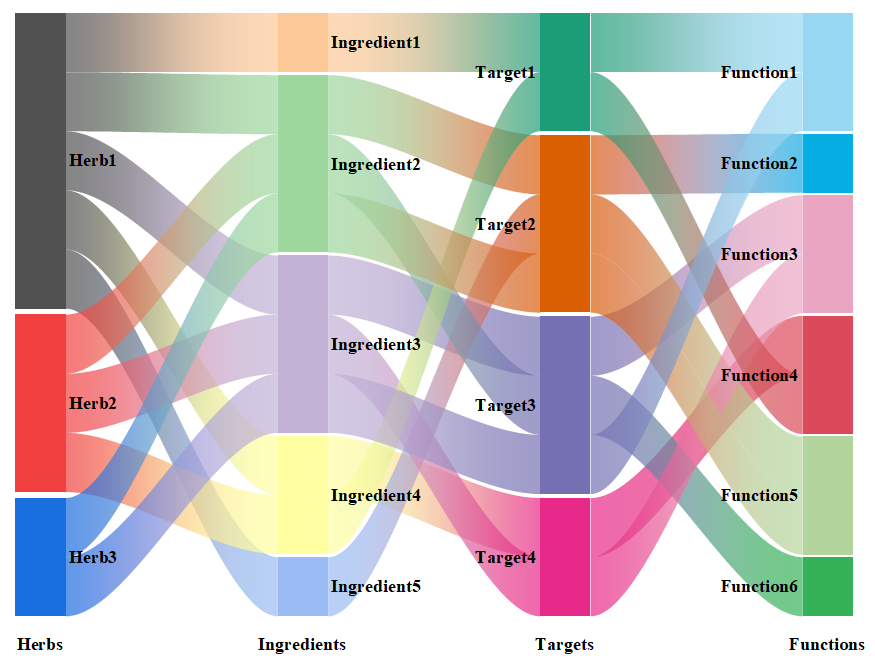 Ingredient1
Target1
Function1
Herb1
Ingredient2
Function2
Target2
Function3
Ingredient3
Function4
Herb2
Target3
Ingredient4
Function5
Herb3
Target4
Ingredient5
Function6
Herbs
Ingredients
Targets
Functions